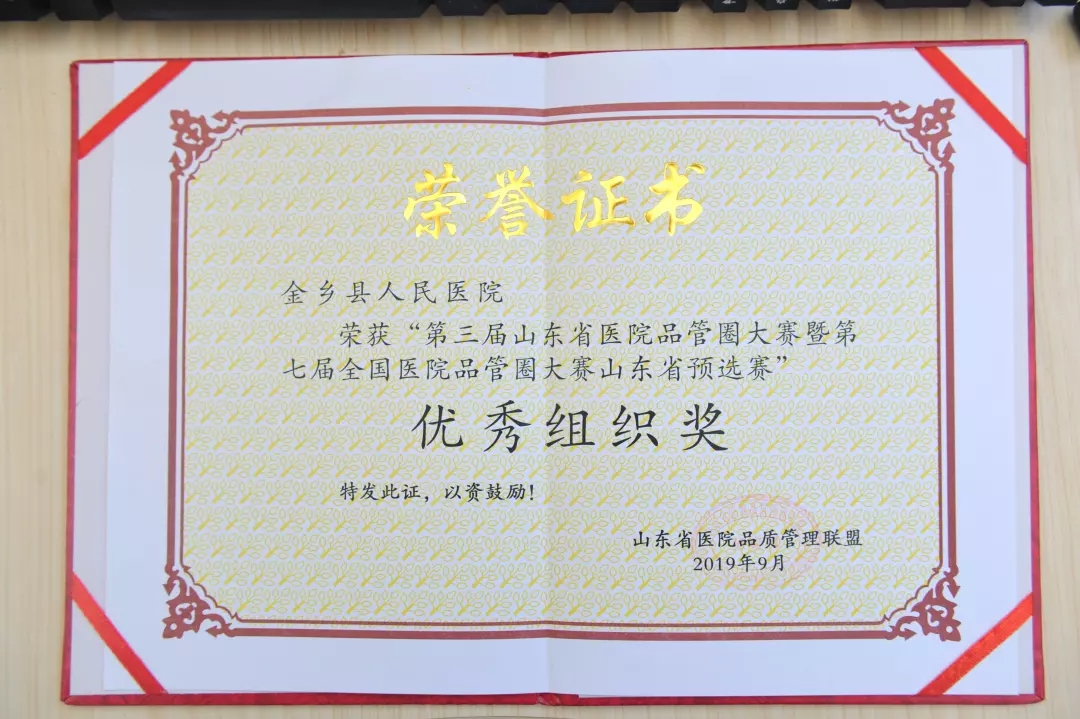 荣誉证书
金乡县人民医院
荣获“第三届山东省医院品管圈大赛暨第
七届全国医院品管圈大赛山东省预选赛”
优秀组织奖
特发此证，以资鼓励！
山东省医院品质管理联盟
2019年9月